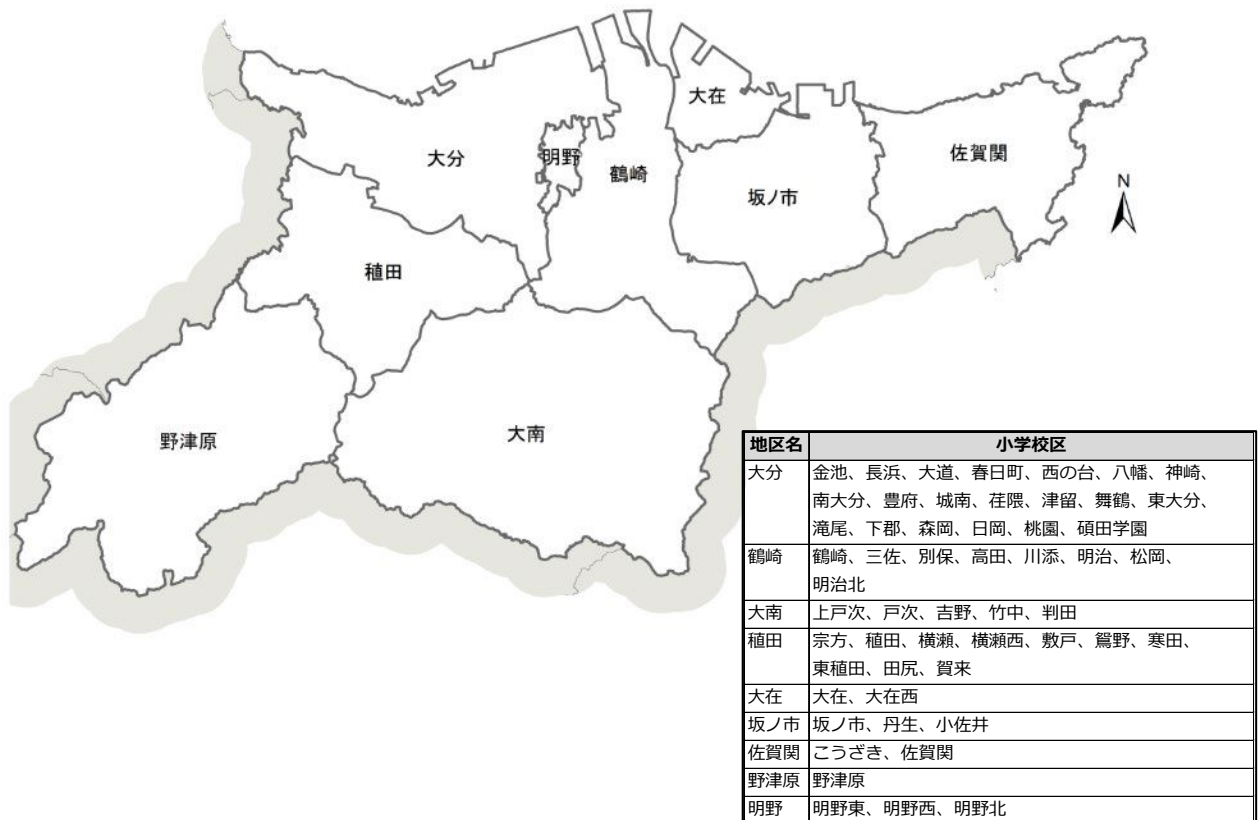 大在
N
佐賀関
大分
明野
鶴崎
坂ノ市
稙田
野津原
大南
地区名 小学校区
大分 金池、長浜、大道、春日町、西の台、八幡、神崎、
南大分、豊府、城南、荏隈、津留、舞鶴、東大分、
滝尾、下郡、森岡、日岡、桃園、碩田学園
鶴崎 鶴崎、三佐、別保、高田、川添、明治、松岡、
明治北
大南 上戸次、戸次、吉野、竹中、判田
稙田 宗方、稙田、横瀬、横瀬西、敷戸、鴛野、寒田、
東稙田、田尻、賀来
大在 大在、大在西
坂ノ市 坂ノ市、丹生、小佐井
佐賀関 こうざき、佐賀関
野津原 野津原
明野 明野東、明野西、明野北